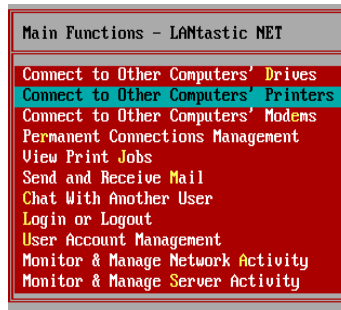 Main Functions - LANtastic NET
Connect to Other Computers' Drives
Connect to Other Computers' Printers
Connect to Other Computers' Modems
Permanent Connections Management
View Print Jobs
Send and Receive Mail
Chat With Another User
Login or Logout
User Account Management
Monitor & Manage Network Activity
Monitor & Manage Server Activity